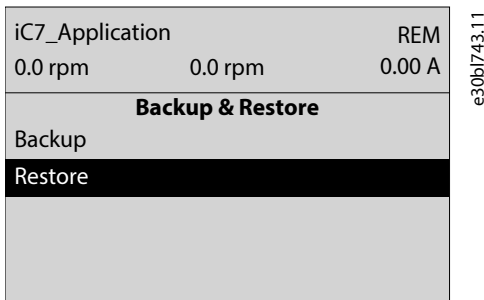 iC7_Application REM
0.0 rpm 0.0 rpm 0.00 A
Backup & Restore
Backup
Restore
e30bl743.11